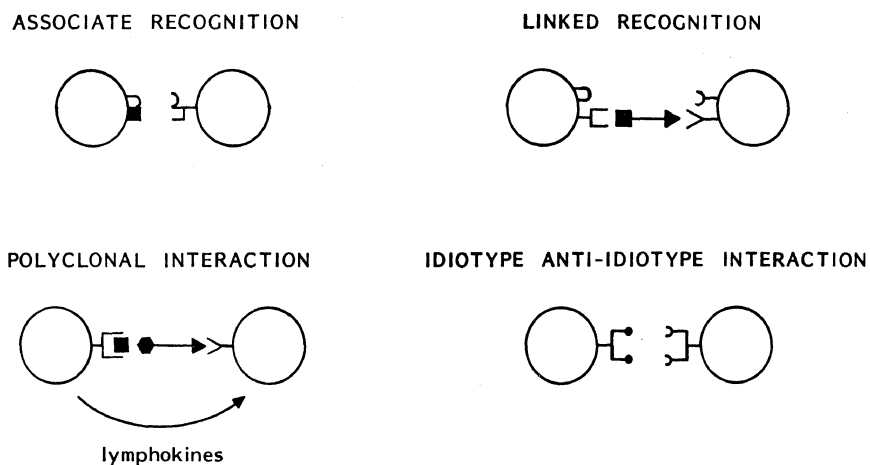 ASSOCIATE RECOGNITION
LINKED RECOGNITION
POLYCLONAL INTERACTION
IDIOTYPE ANTI-IDIOTYPE INTERACTION
lymphokines